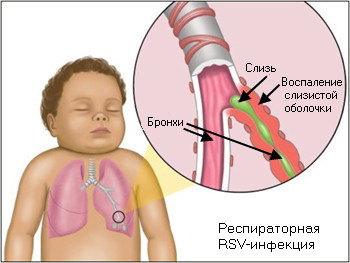 Слизь
Воспаление
слизистой
оболочки
Бронхи
Респираторная
RSV-инфекция